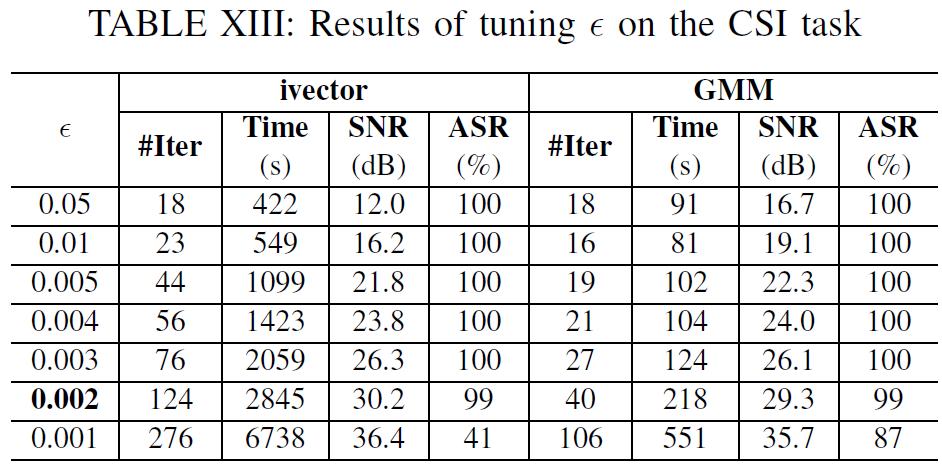 TABLE XIII: Results of tuning ϵ on the CSI task
ϵ ivector GMM
#Iter Time (s) SNR (dB) ASR (%) #Iter Time (s) SNR (dB) ASR (%)
0.05 18 422 12.0 100 18 91 16.7 100
0.01 23 549 16.2 100 16 81 19.1 100
0.005 44 1099 21.8 100 19 102 22.3 100
0.004 56 1423 23.8 100 21 104 24.0 100
0.003 76 2059 26.3 100 27 124 26.1 100
0.002 124 2845 30.2 99 40 218 29.3 99
0.001 276 6738 36.4 41 106 551 35.7 87